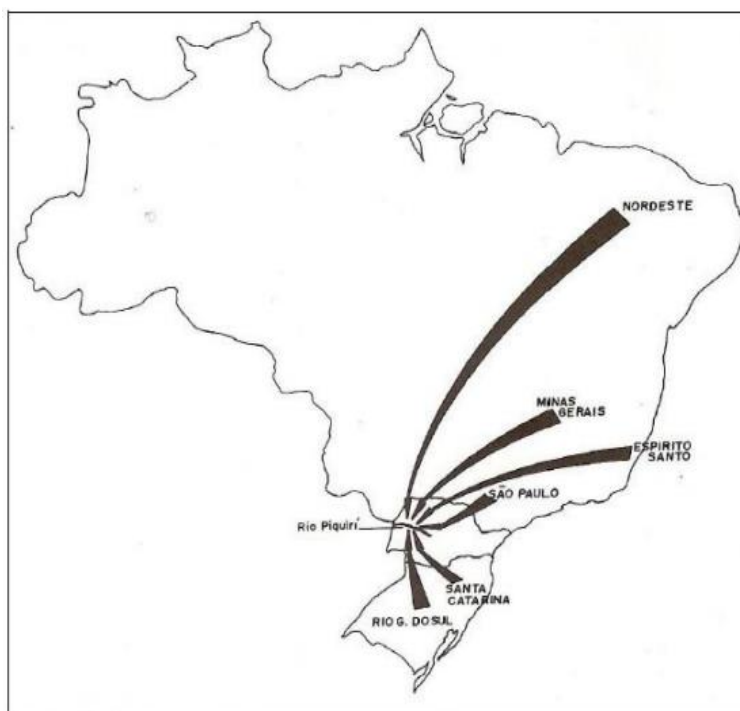 NORDESTE
MINAS
GERAIS
ESPIRITO
SANTO
SÃO PAULO
Rio Piquirí
SANTA
CATARINA
RIO G. DO SUL